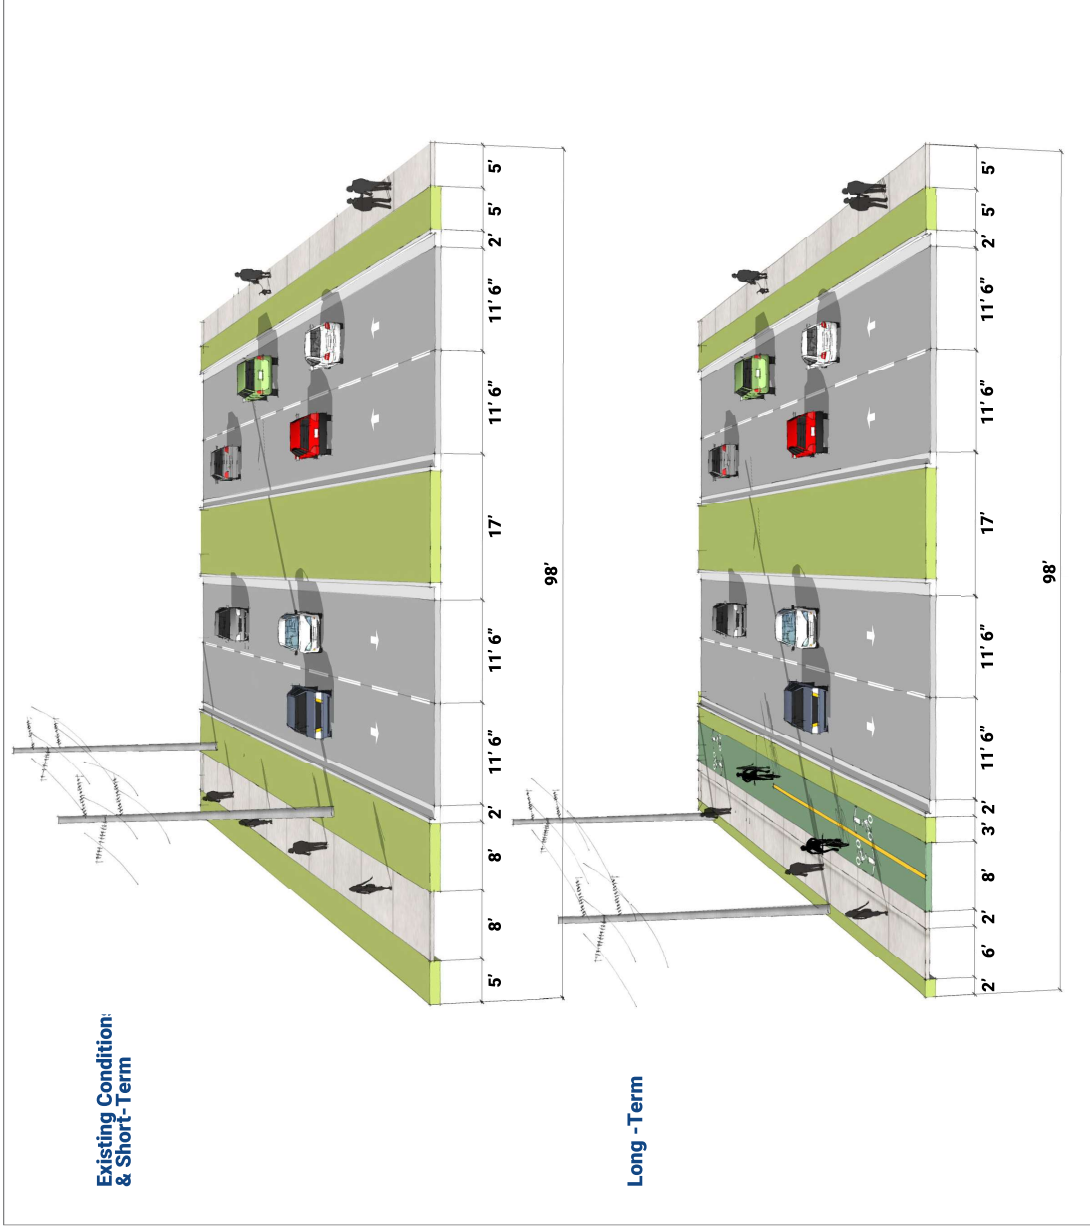 Existing Conditions
& Short-Term
5' 8' 8' 2' 11' 6" 11' 6" 17' 11' 6" 11' 6" 2' 5' 5'
98'
Long -Term
2' 6' 2' 8' 3' 2' 11' 6" 11' 6" 17' 11' 6" 11' 6" 2' 5' 5'
98'